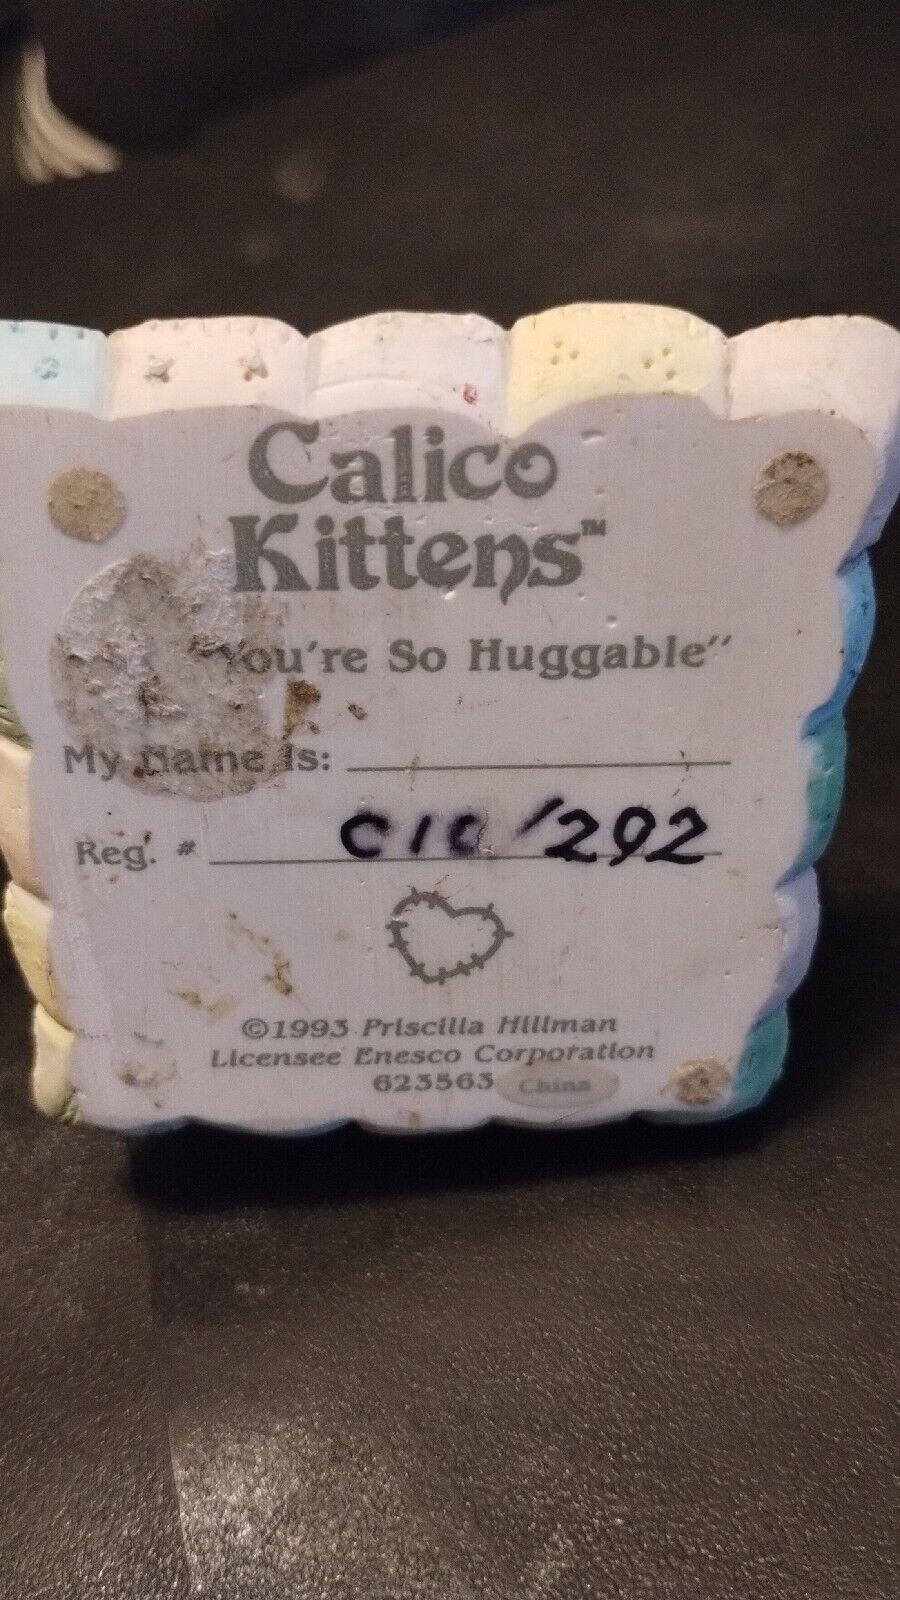 Calico
Kittens™
"You're So Huggable"
My Name Is:
Reg. # C1C/292
©1993 Priscilla Hillman
Licensee Enesco Corporation
623563 China